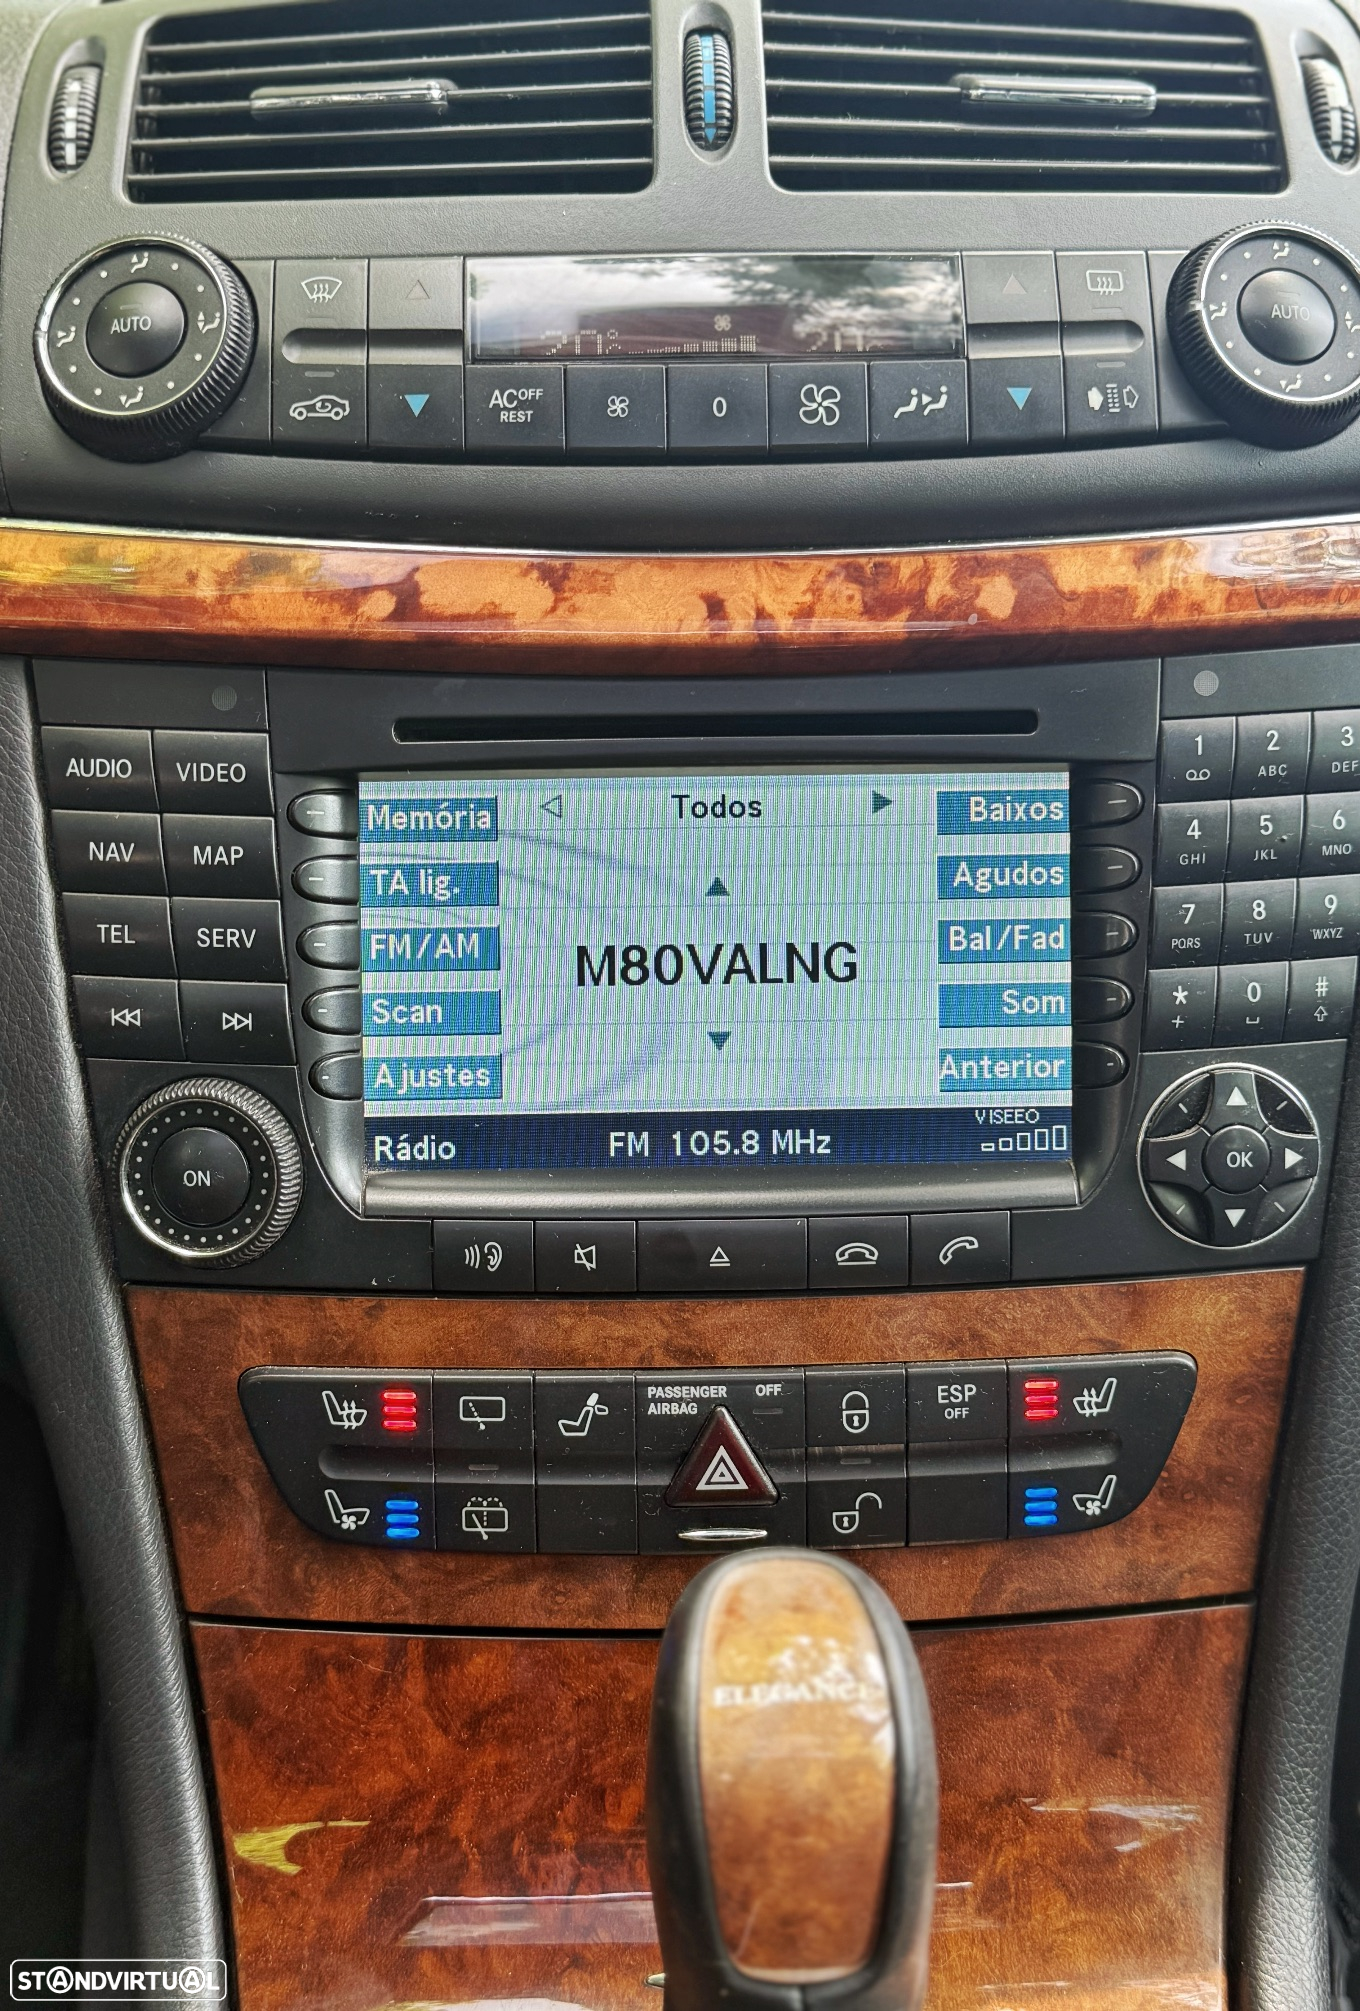 AUTO
AUTO
AC OFF
REST
0
AUDIO
VIDEO
NAV
MAP
TEL
SERV
ON
Memória
TA lig.
FM/AM
Scan
Ajustes
Todos
M80VALNG
Baixos
Agudos
Bal/Fad
Som
Anterior
Rádio
FM 105.8 MHz
VISEEO
1
2 ABC
3 DEF
4 GHI
5 JKL
6 MNO
7 PQRS
8 TUV
9 WXYZ
* +
0
#
OK
PASSENGER AIRBAG
OFF
ESP
OFF
ELEGANCE
STANDVIRTUAL